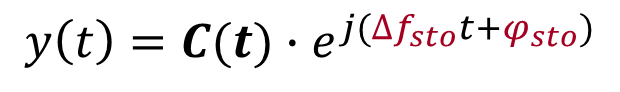 y(t) = C(t) · e^{j(Δf_{sto}t+φ_{sto})}